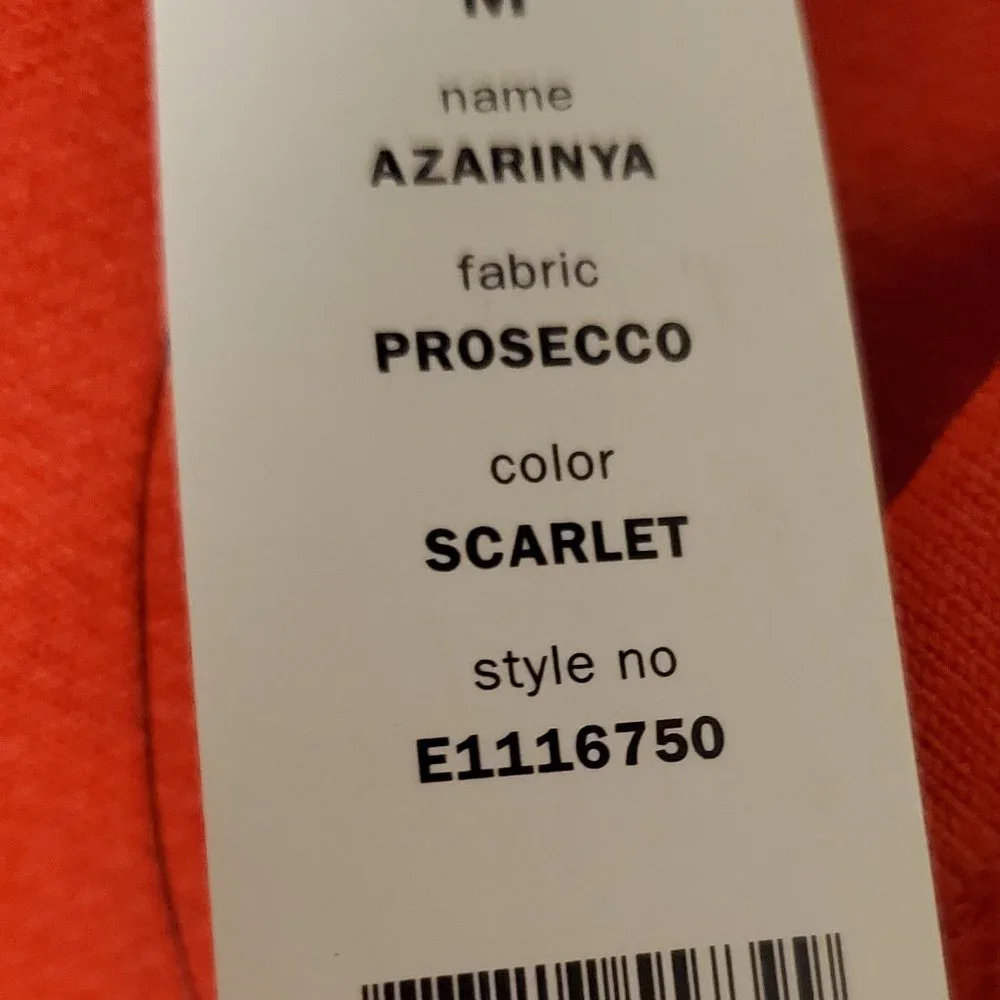 M
name
AZARINYA
fabric
PROSECCO
color
SCARLET
style no
E1116750